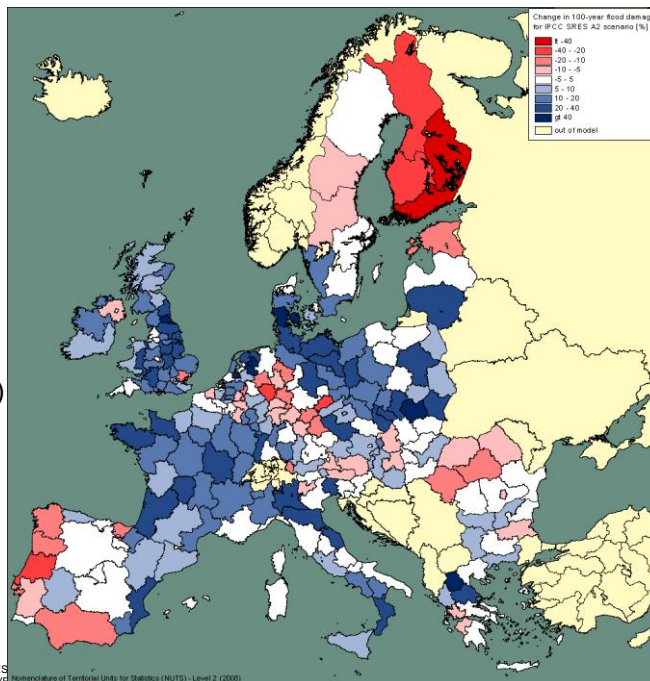 Change in 100-year flood damag
for IPCC SRES A2 scenario [%]
lt -40
-40 - -20
-20 - -10
-10 - -5
-5 - 5
5 - 10
10 - 20
20 - 40
gt 40
out of model
)
Nomenclature of Territorial Units for Statistics (NUTS) - Level 2 (2006)